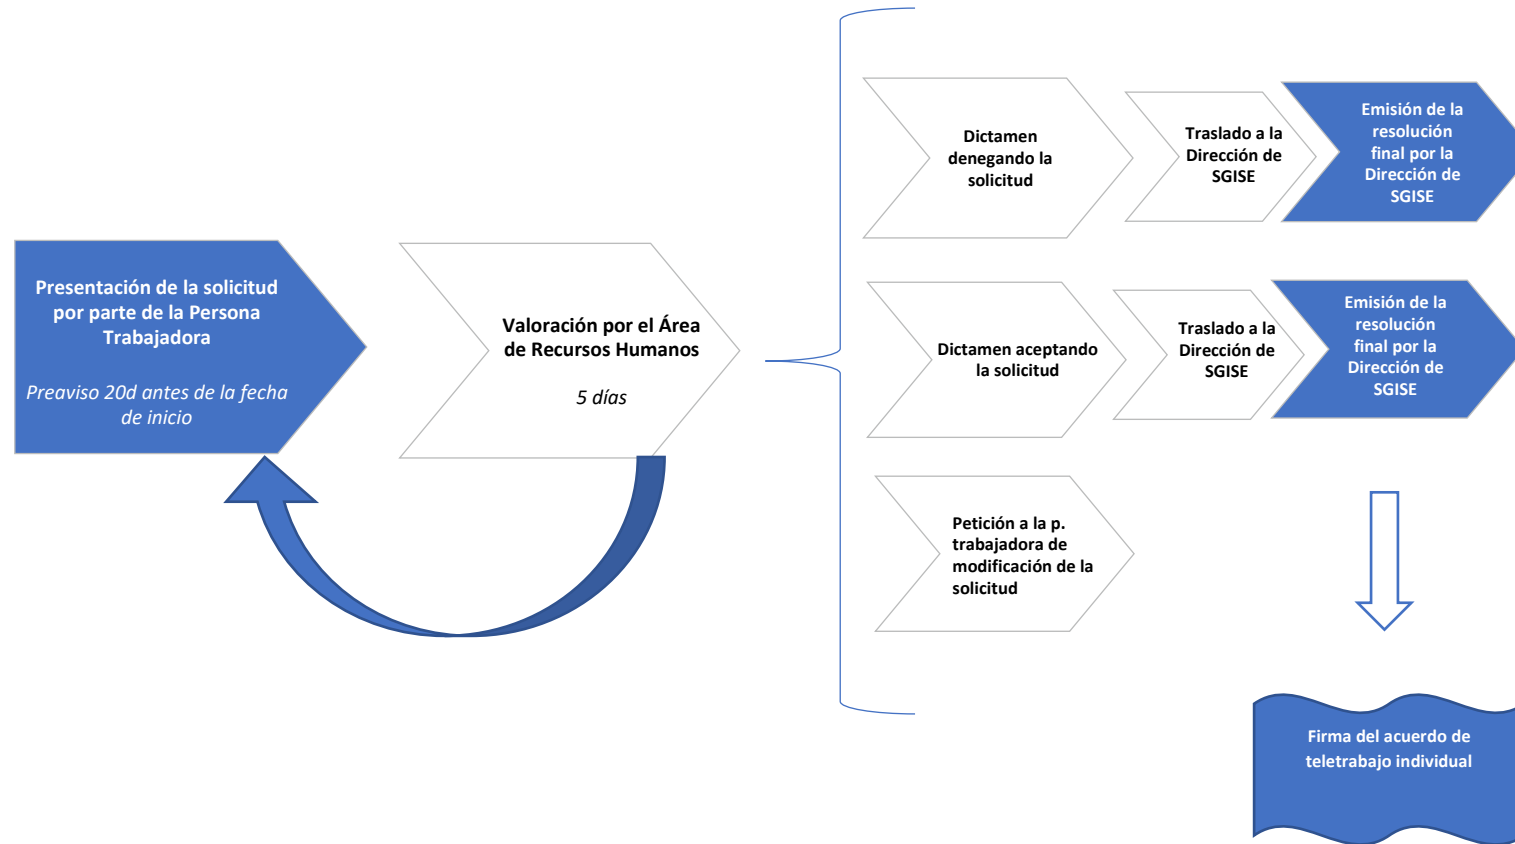 Presentación de la solicitud
por parte de la Persona
Trabajadora
Preaviso 20d antes de la fecha
de inicio
Valoración por el Área
de Recursos Humanos
5 días
Dictamen
denegando la
solicitud
Traslado a la
Dirección de
SGISE
Emisión de la
resolución
final por la
Dirección de
SGISE
Dictamen aceptando
la solicitud
Traslado a la
Dirección de
SGISE
Emisión de la
resolución
final por la
Dirección de
SGISE
Petición a la p.
trabajadora de
modificación de la
solicitud
Firma del acuerdo de
teletrabajo individual